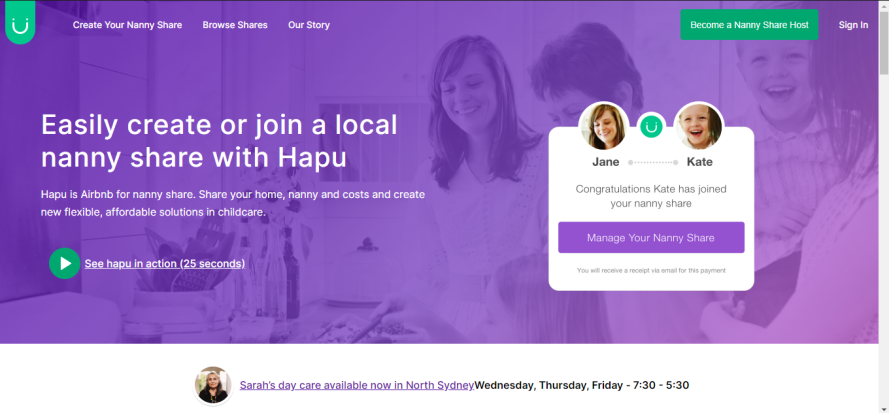 Create Your Nanny Share Browse Shares Our Story Become a Nanny Share Host Sign In
Easily create or join a local
nanny share with Hapu
Hapu is Airbnb for nanny share. Share your home, nanny and costs and create
new flexible, affordable solutions in childcare.
See hapu in action (25 seconds)
Jane Kate
Congratulations Kate has joined
your nanny share
Manage Your Nanny Share
You will receive a receipt via email for this payment
Sarah's day care available now in North SydneyWednesday, Thursday, Friday - 7:30 - 5:30